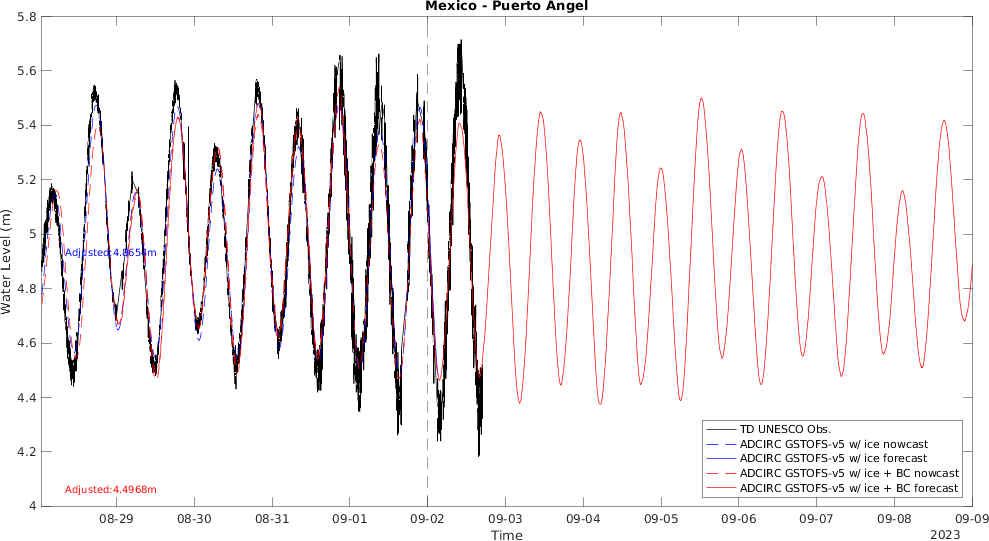 Mexico - Puerto Angel
5.8
5.6
5.4
5.2
5
4.8
4.6
4.4
4.2
4
Water Level (m)
Adjusted:4.8654m
Adjusted:4.4968m
TD UNESCO Obs.
ADCIRC GSTOFS-v5 w/ ice nowcast
ADCIRC GSTOFS-v5 w/ ice forecast
ADCIRC GSTOFS-v5 w/ ice + BC nowcast
ADCIRC GSTOFS-v5 w/ ice + BC forecast
08-29 08-30 08-31 09-01 09-02 09-03 09-04 09-05 09-06 09-07 09-08 09-09
Time
2023